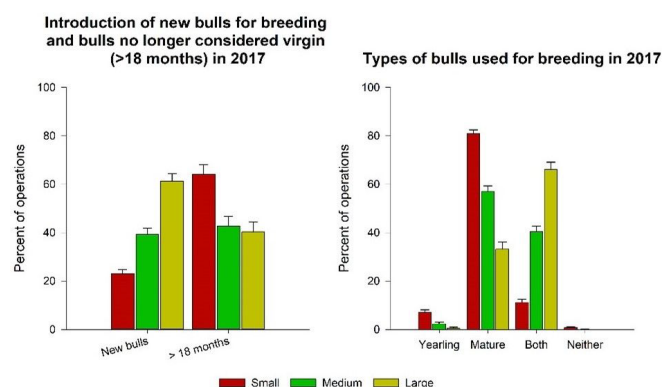 Introduction of new bulls for breeding
and bulls no longer considered virgin
(>18 months) in 2017
Percent of operations
100
80
60
40
20
0
New bulls
> 18 months
Types of bulls used for breeding in 2017
Percent of operations
100
80
60
40
20
0
Yearling Mature Both Neither
Small Medium Large